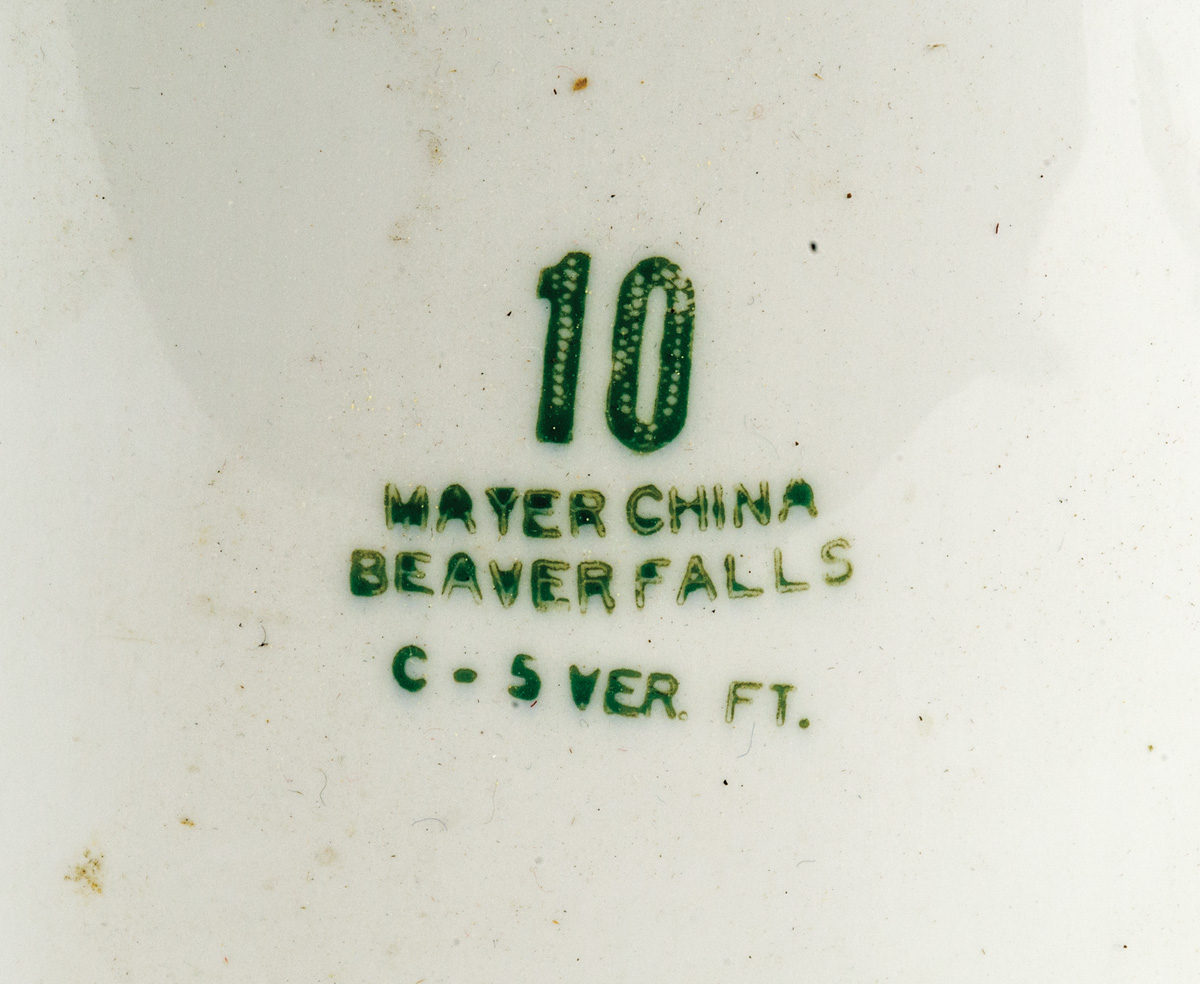 10
MAYER CHINA
BEAVER FALLS
C - 5 VER. FT.